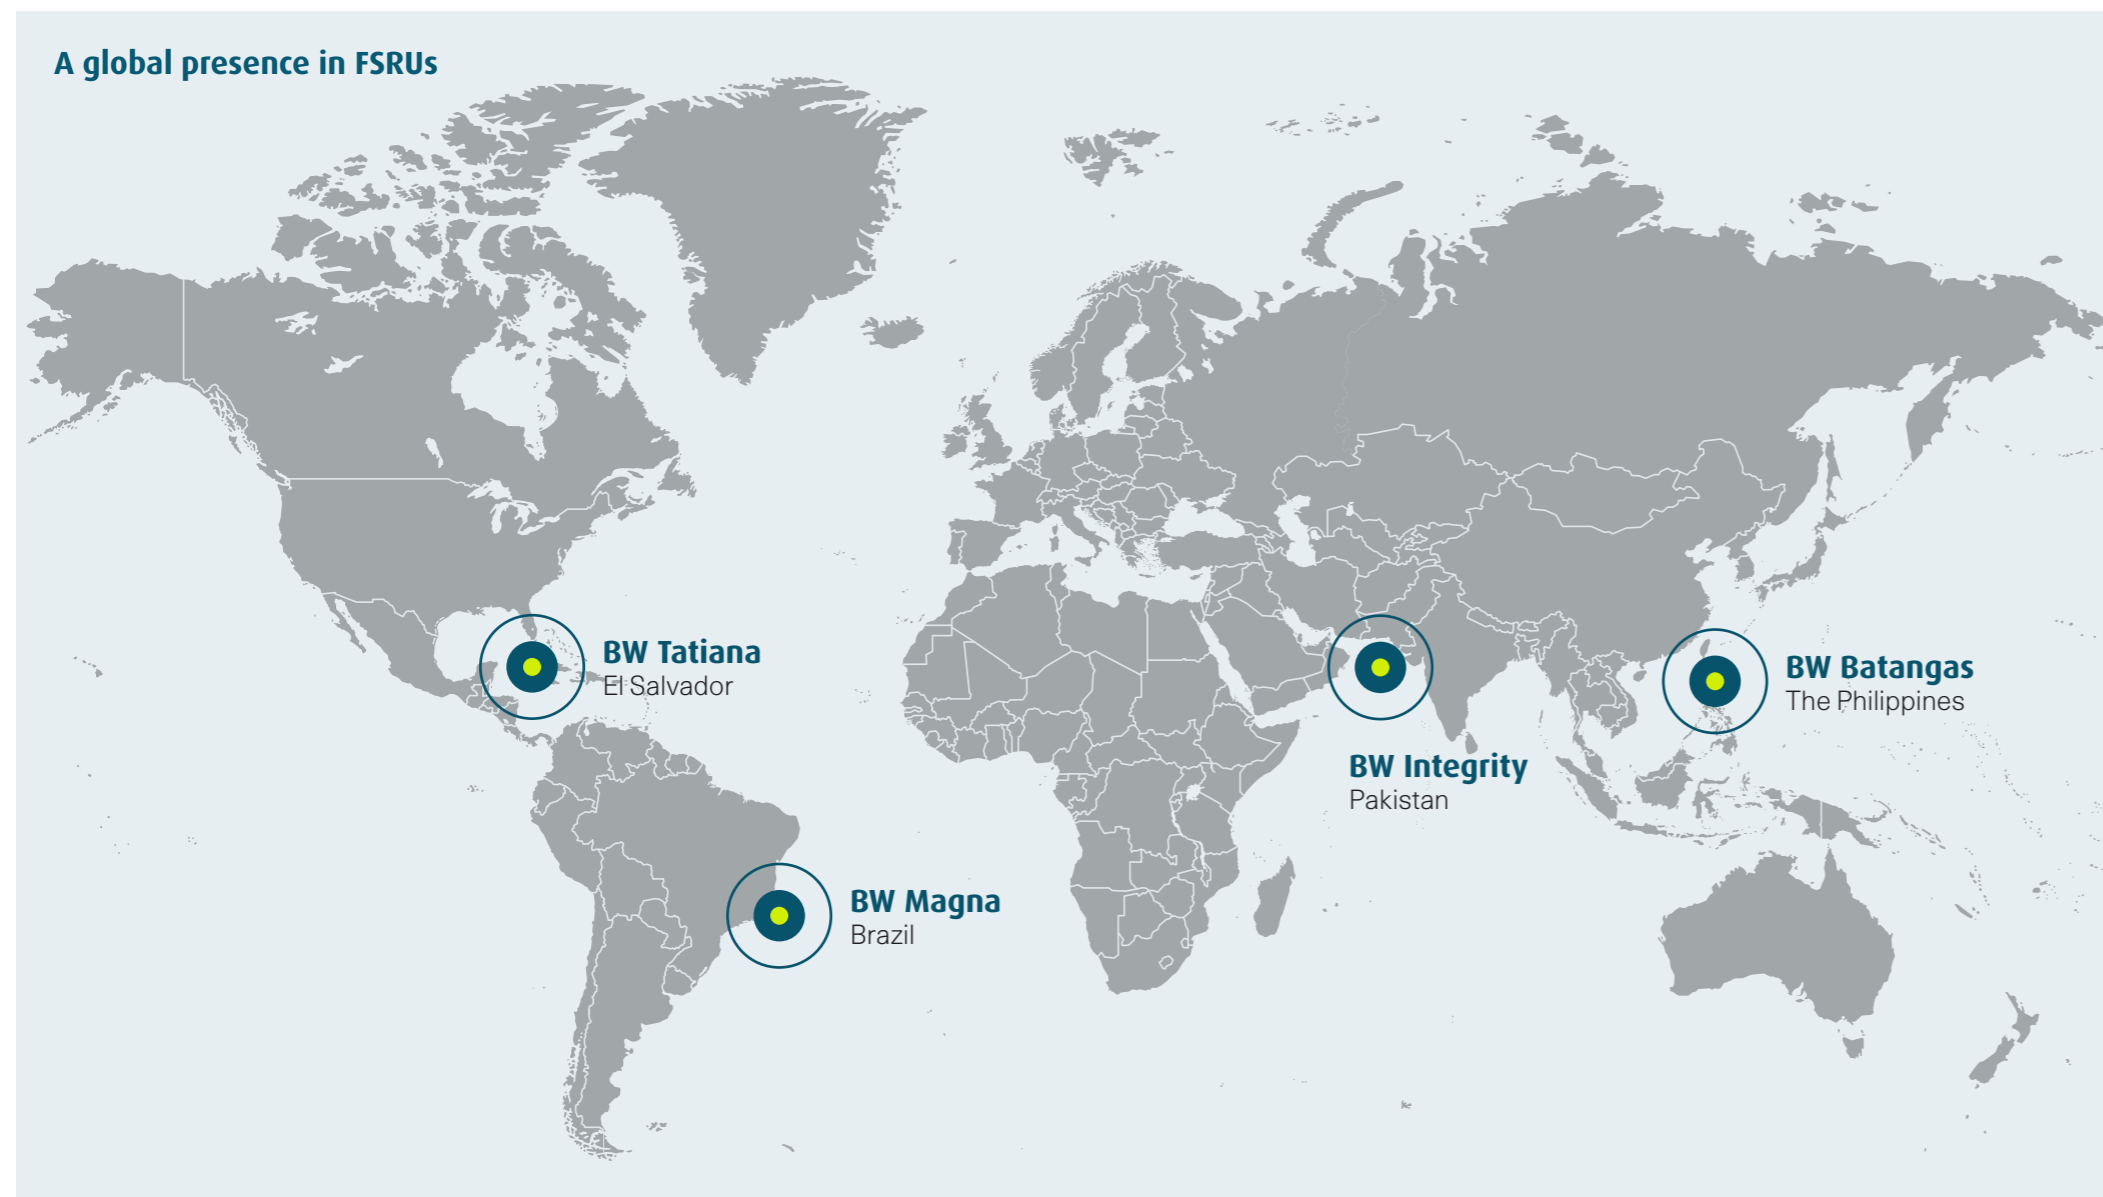 A global presence in FSRUs
BW Tatiana
El Salvador
BW Batangas
The Philippines
BW Integrity
Pakistan
BW Magna
Brazil